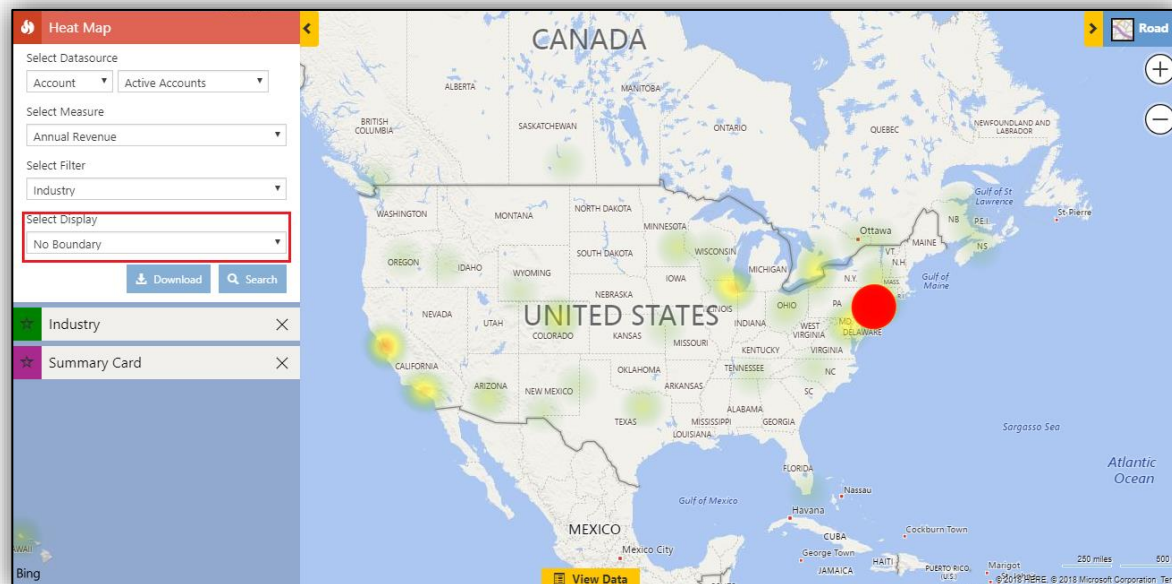 Heat Map
Select Datasource
Account
Active Accounts
Select Measure
Annual Revenue
Select Filter
Industry
Select Display
No Boundary
Download
Search
Industry
Summary Card
Bing
Road
CANADA
ALBERTA
MANITOBA
BRITISH
COLUMBIA
SASKATCHEWAN
ONTARIO
QUEBEC
NEWFOUNDLAND AND
LABRADOR
Gulf of St
Lawrence
NB
P.E.I.
St-Pierre
NS
Ottawa
MAINE
VT.
N.H.
MASS.
R.I.
Gulf of
Maine
WASHINGTON
MONTANA
NORTH DAKOTA
MINNESOTA
OREGON
IDAHO
SOUTH DAKOTA
WISCONSIN
MICHIGAN
N.Y.
WYOMING
IOWA
NEBRASKA
OHIO
PA
NEVADA
UTAH
UNITED STATES
INDIANA
MD
DELAWARE
COLORADO
KANSAS
MISSOURI
WEST
VIRGINIA
VIRGINIA
KENTUCKY
CALIFORNIA
ARIZONA
NEW MEXICO
OKLAHOMA
ARKANSAS
TENNESSEE
NC
SC
TEXAS
MISSISSIPPI
ALABAMA
GEORGIA
LOUISIANA
FLORIDA
Sargasso Sea
Atlantic
Ocean
Gulf of Mexico
Nassau
Havana
MEXICO
Mexico City
CUBA
Cockburn Town
George Town
JAMAICA
HAITI
PUERTO RICO,
(U.S.)
Marigot
250 miles
500
View Data
© 2018 HERE, © 2018 Microsoft Corporation